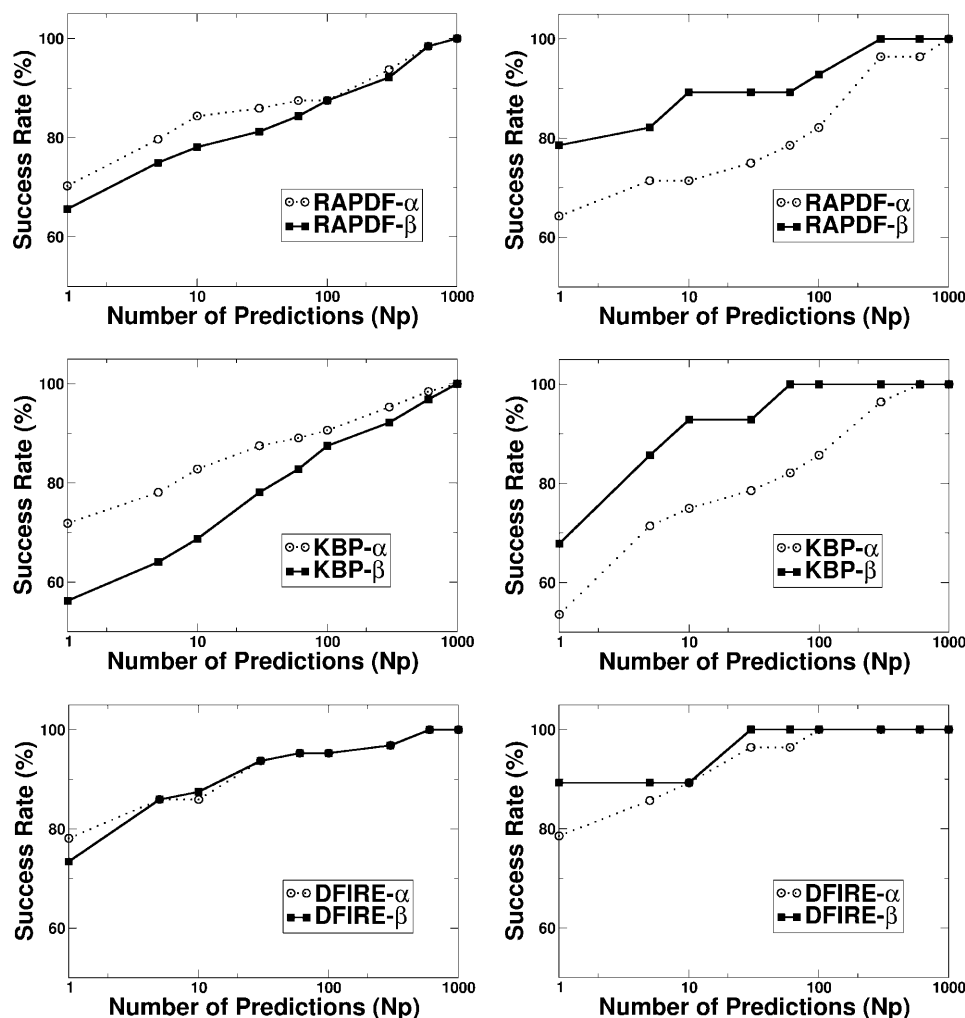 100
80
60
Success Rate (%)
RAPDF-α
RAPDF-β
1 10 100 1000
Number of Predictions (Np)
100
80
60
Success Rate (%)
RAPDF-α
RAPDF-β
1 10 100 1000
Number of Predictions (Np)
100
80
60
Success Rate (%)
KBP-α
KBP-β
1 10 100 1000
Number of Predictions (Np)
100
80
60
Success Rate (%)
KBP-α
KBP-β
1 10 100 1000
Number of Predictions (Np)
100
80
60
Success Rate (%)
DFIRE-α
DFIRE-β
1 10 100 1000
Number of Predictions (Np)
100
80
60
Success Rate (%)
DFIRE-α
DFIRE-β
1 10 100 1000
Number of Predictions (Np)